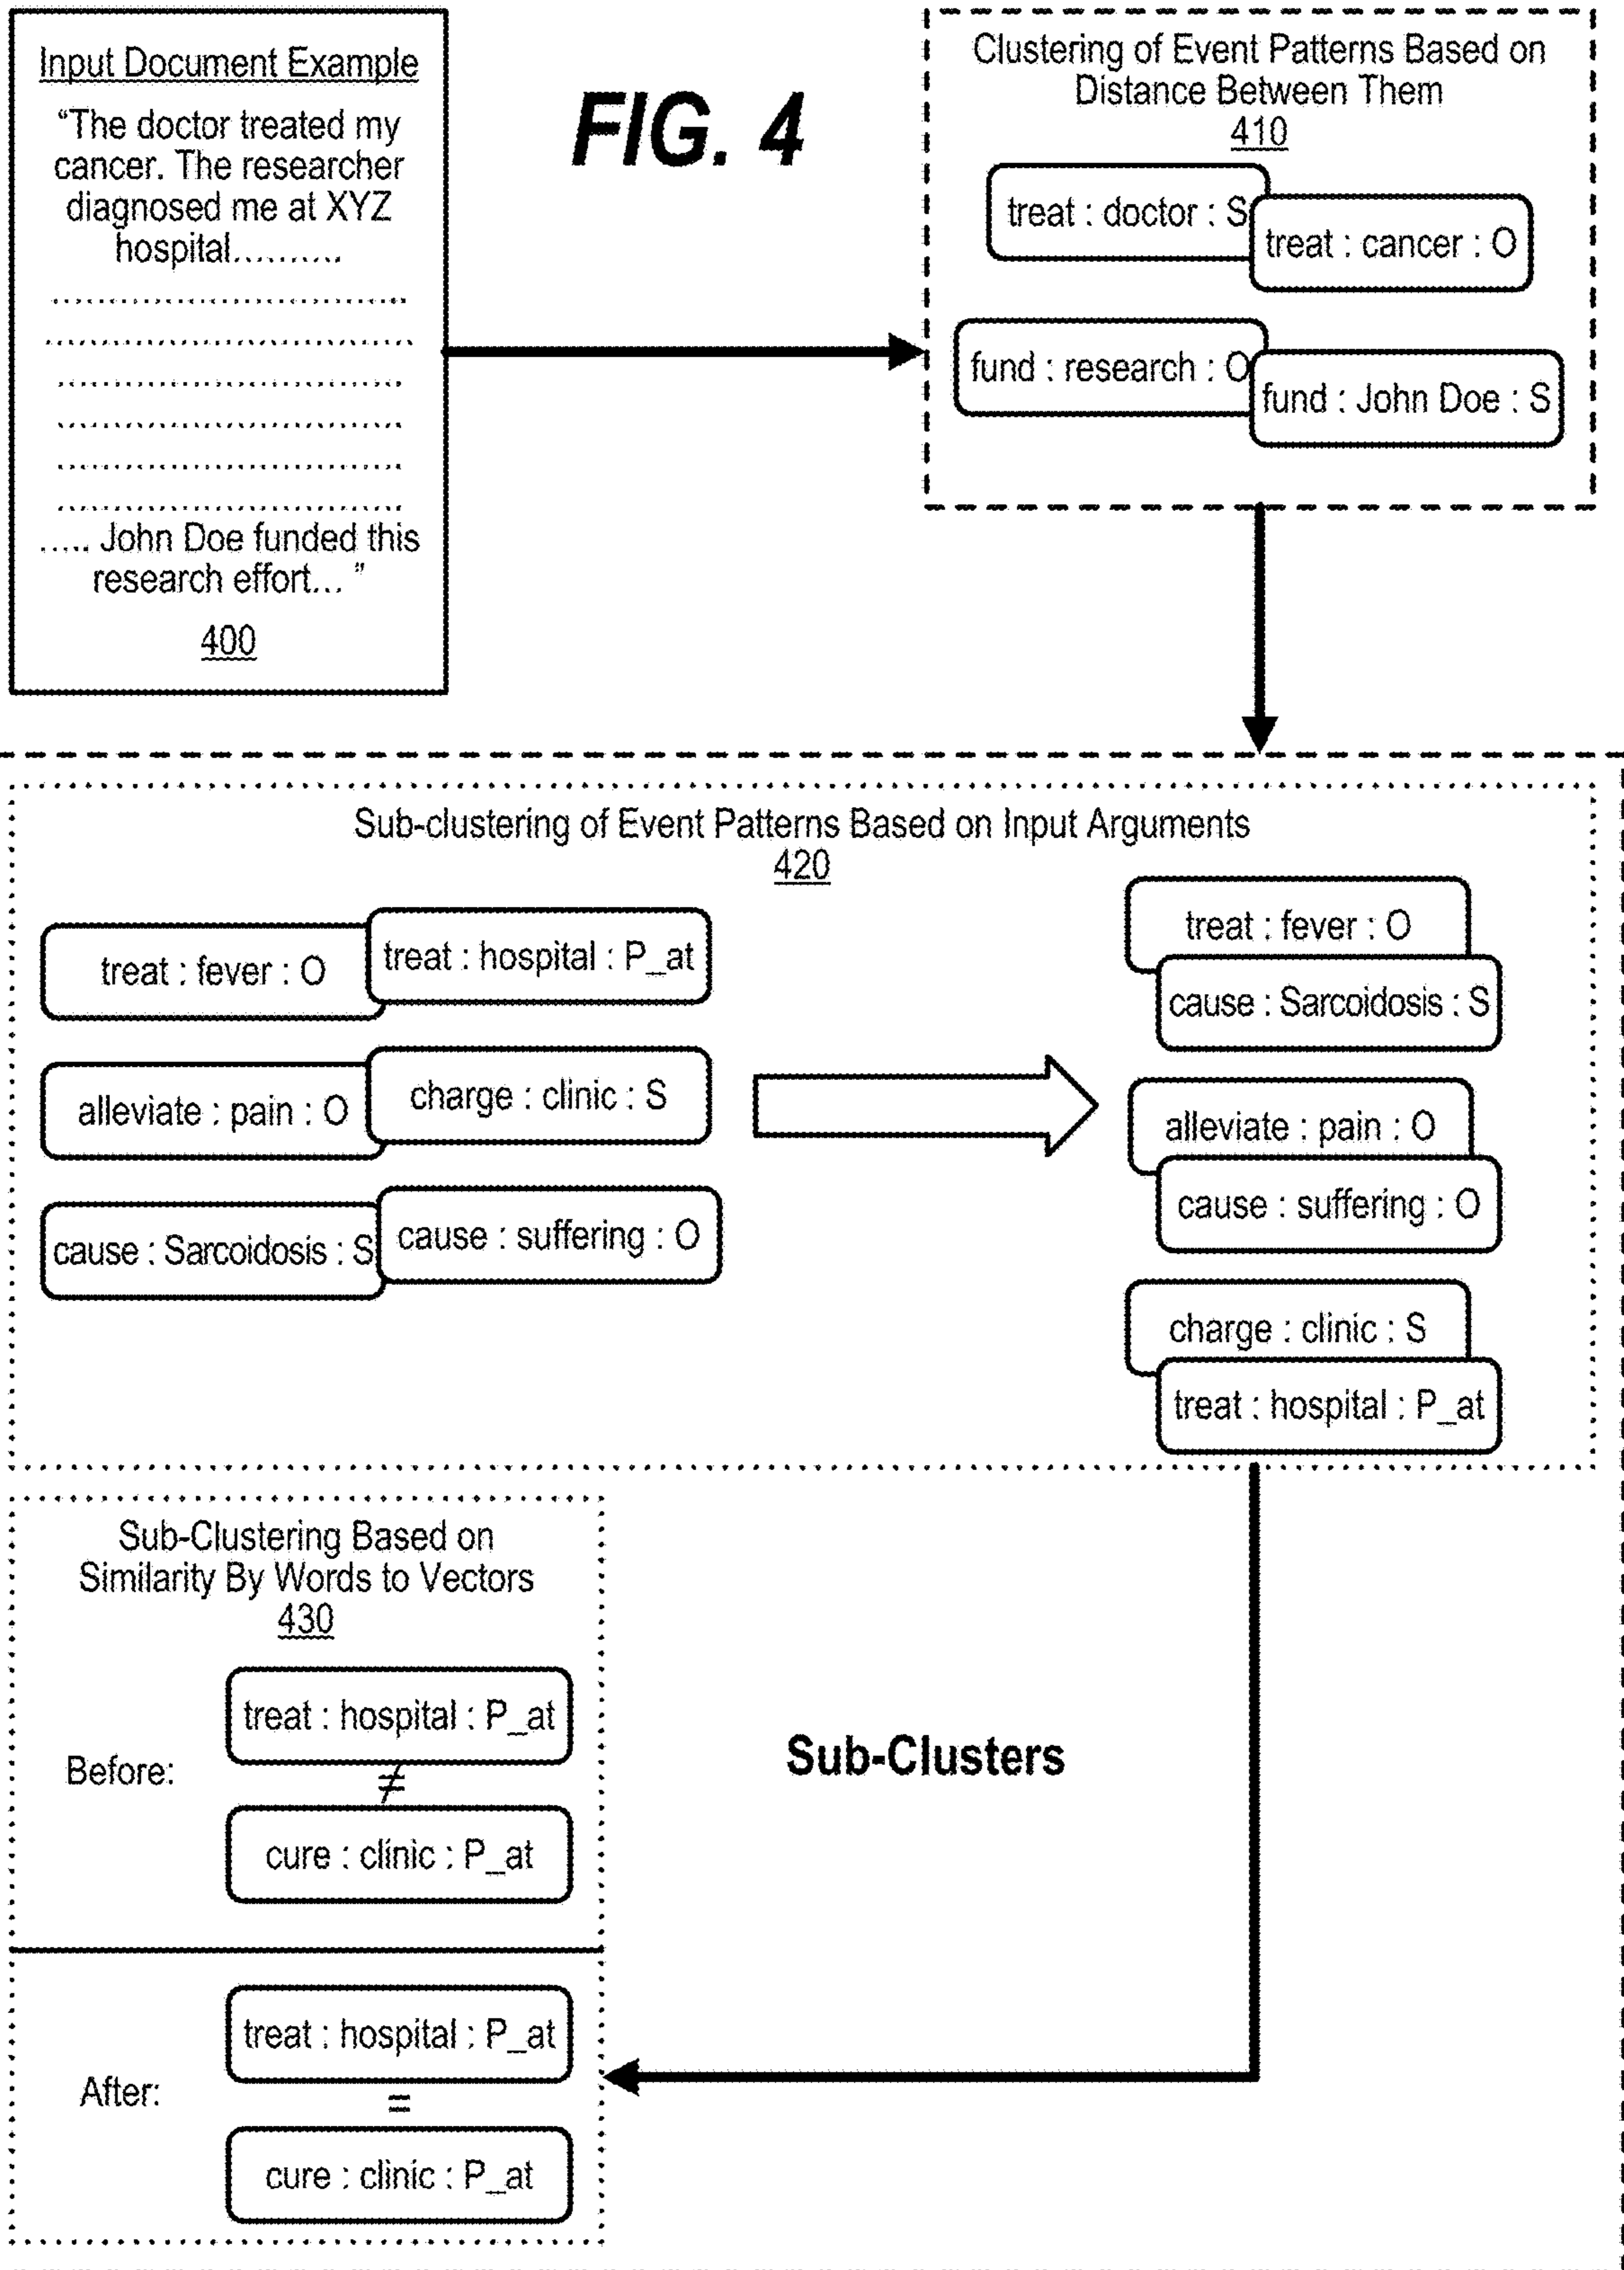 Input Document Example
“The doctor treated my
cancer. The researcher
diagnosed me at XYZ
hospital..........
..... John Doe funded this
research effort... ”
400
FIG. 4
Clustering of Event Patterns Based on
Distance Between Them
410
treat : doctor : S
treat : cancer : O
fund : research : O
fund : John Doe : S
Sub-clustering of Event Patterns Based on Input Arguments
420
treat : fever : O
treat : hospital : P_at
alleviate : pain : O
charge : clinic : S
cause : Sarcoidosis : S
cause : suffering : O
treat : fever : O
cause : Sarcoidosis : S
alleviate : pain : O
cause : suffering : O
charge : clinic : S
treat : hospital : P_at
Sub-Clustering Based on
Similarity By Words to Vectors
430
Before:
treat : hospital : P_at
≠
cure : clinic : P_at
After:
treat : hospital : P_at
=
cure : clinic : P_at
Sub-Clusters